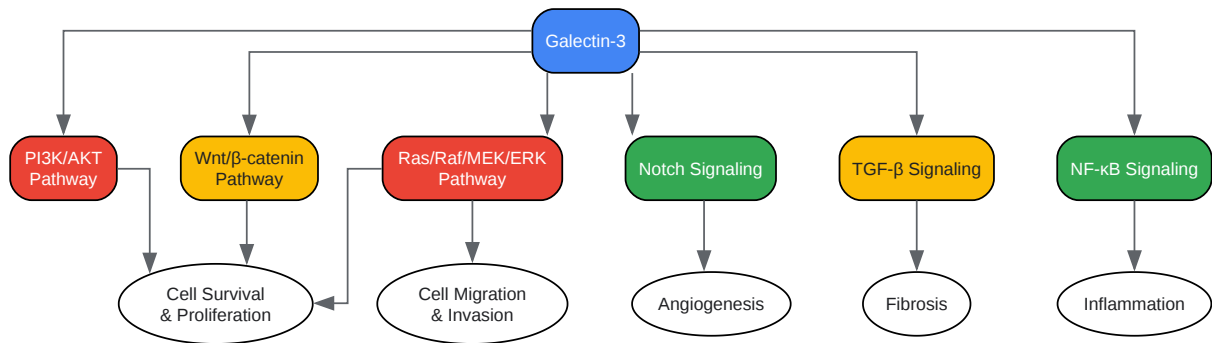 Galectin-3
PI3K/AKT
Pathway
Wnt/β-catenin
Pathway
Ras/Raf/MEK/ERK
Pathway
Notch Signaling
TGF-β Signaling
NF-κB Signaling
Cell Survival
& Proliferation
Cell Migration
& Invasion
Angiogenesis
Fibrosis
Inflammation